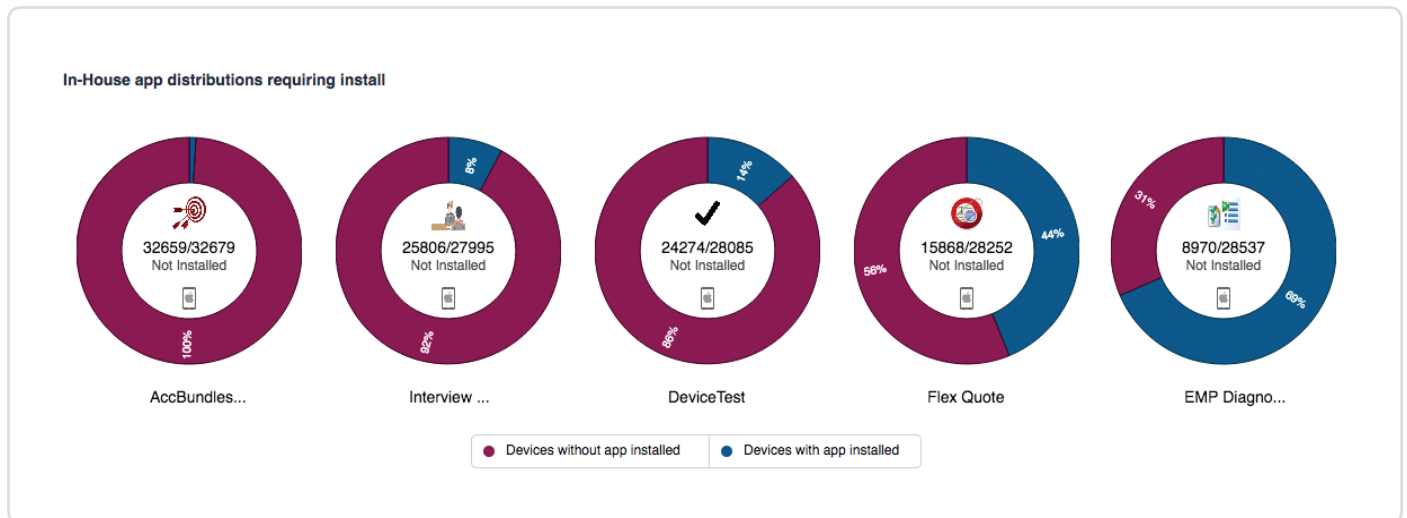 In-House app distributions requiring install
32659/32679
Not Installed
100%
AccBundles...
8%
25806/27995
Not Installed
92%
Interview ...
14%
24274/28085
Not Installed
86%
DeviceTest
44%
15868/28252
Not Installed
56%
Flex Quote
31%
8970/28537
Not Installed
69%
EMP Diagno...
Devices without app installed
Devices with app installed